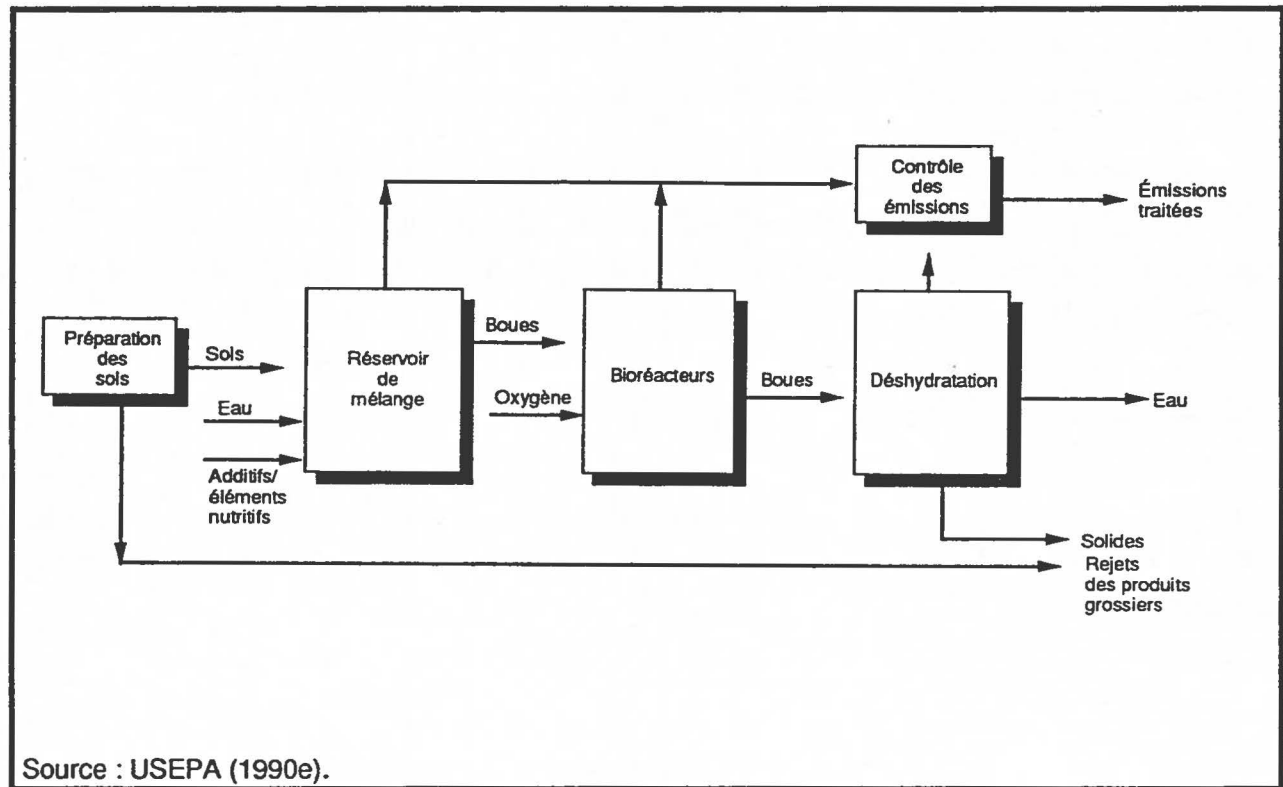 Contrôle
des
émissions
Émissions
traitées
Préparation
des
sols
Sols
Eau
Additifs/
éléments
nutritifs
Réservoir
de
mélange
Boues
Oxygène
Bioréacteurs
Boues
Déshydratation
Eau
Solides
Rejets
des produits
grossiers
Source : USEPA (1990e).